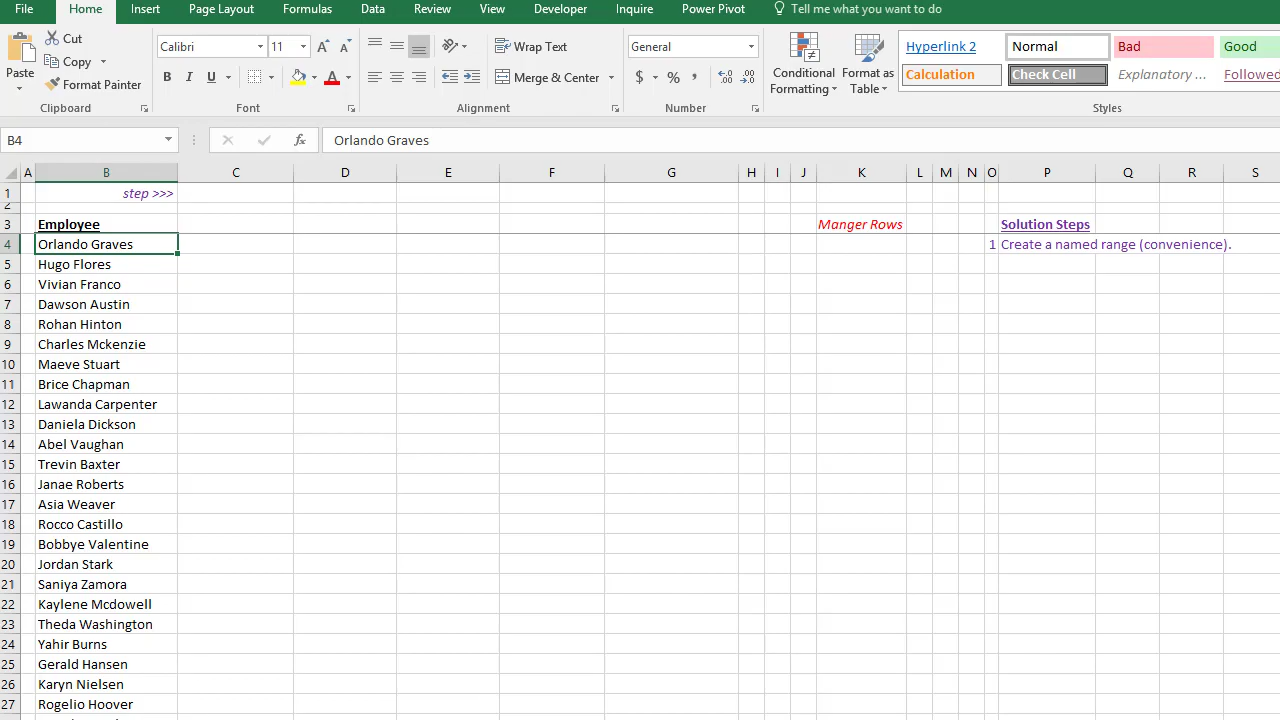 File Home Insert Page Layout Formulas Data Review View Developer Inquire Power Pivot Tell me what you want to do
Paste
Cut
Copy
Format Painter
Clipboard
Calibri 11
B I U A
Font
Wrap Text
Merge & Center
Alignment
General
$ % ,
Number
Conditional Formatting
Format as Table
Hyperlink 2 Normal Bad Good
Calculation Check Cell Explanatory ... Followed
Styles
B4 fx Orlando Graves
A B C D E F G H I J K L M N O P Q R S
1 step >>>
2
3 Employee Manger Rows Solution Steps
4 Orlando Graves 1 Create a named range (convenience).
5 Hugo Flores
6 Vivian Franco
7 Dawson Austin
8 Rohan Hinton
9 Charles Mckenzie
10 Maeve Stuart
11 Brice Chapman
12 Lawanda Carpenter
13 Daniela Dickson
14 Abel Vaughan
15 Trevin Baxter
16 Janae Roberts
17 Asia Weaver
18 Rocco Castillo
19 Bobbye Valentine
20 Jordan Stark
21 Saniya Zamora
22 Kaylene Mcdowell
23 Theda Washington
24 Yahir Burns
25 Gerald Hansen
26 Karyn Nielsen
27 Rogelio Hoover